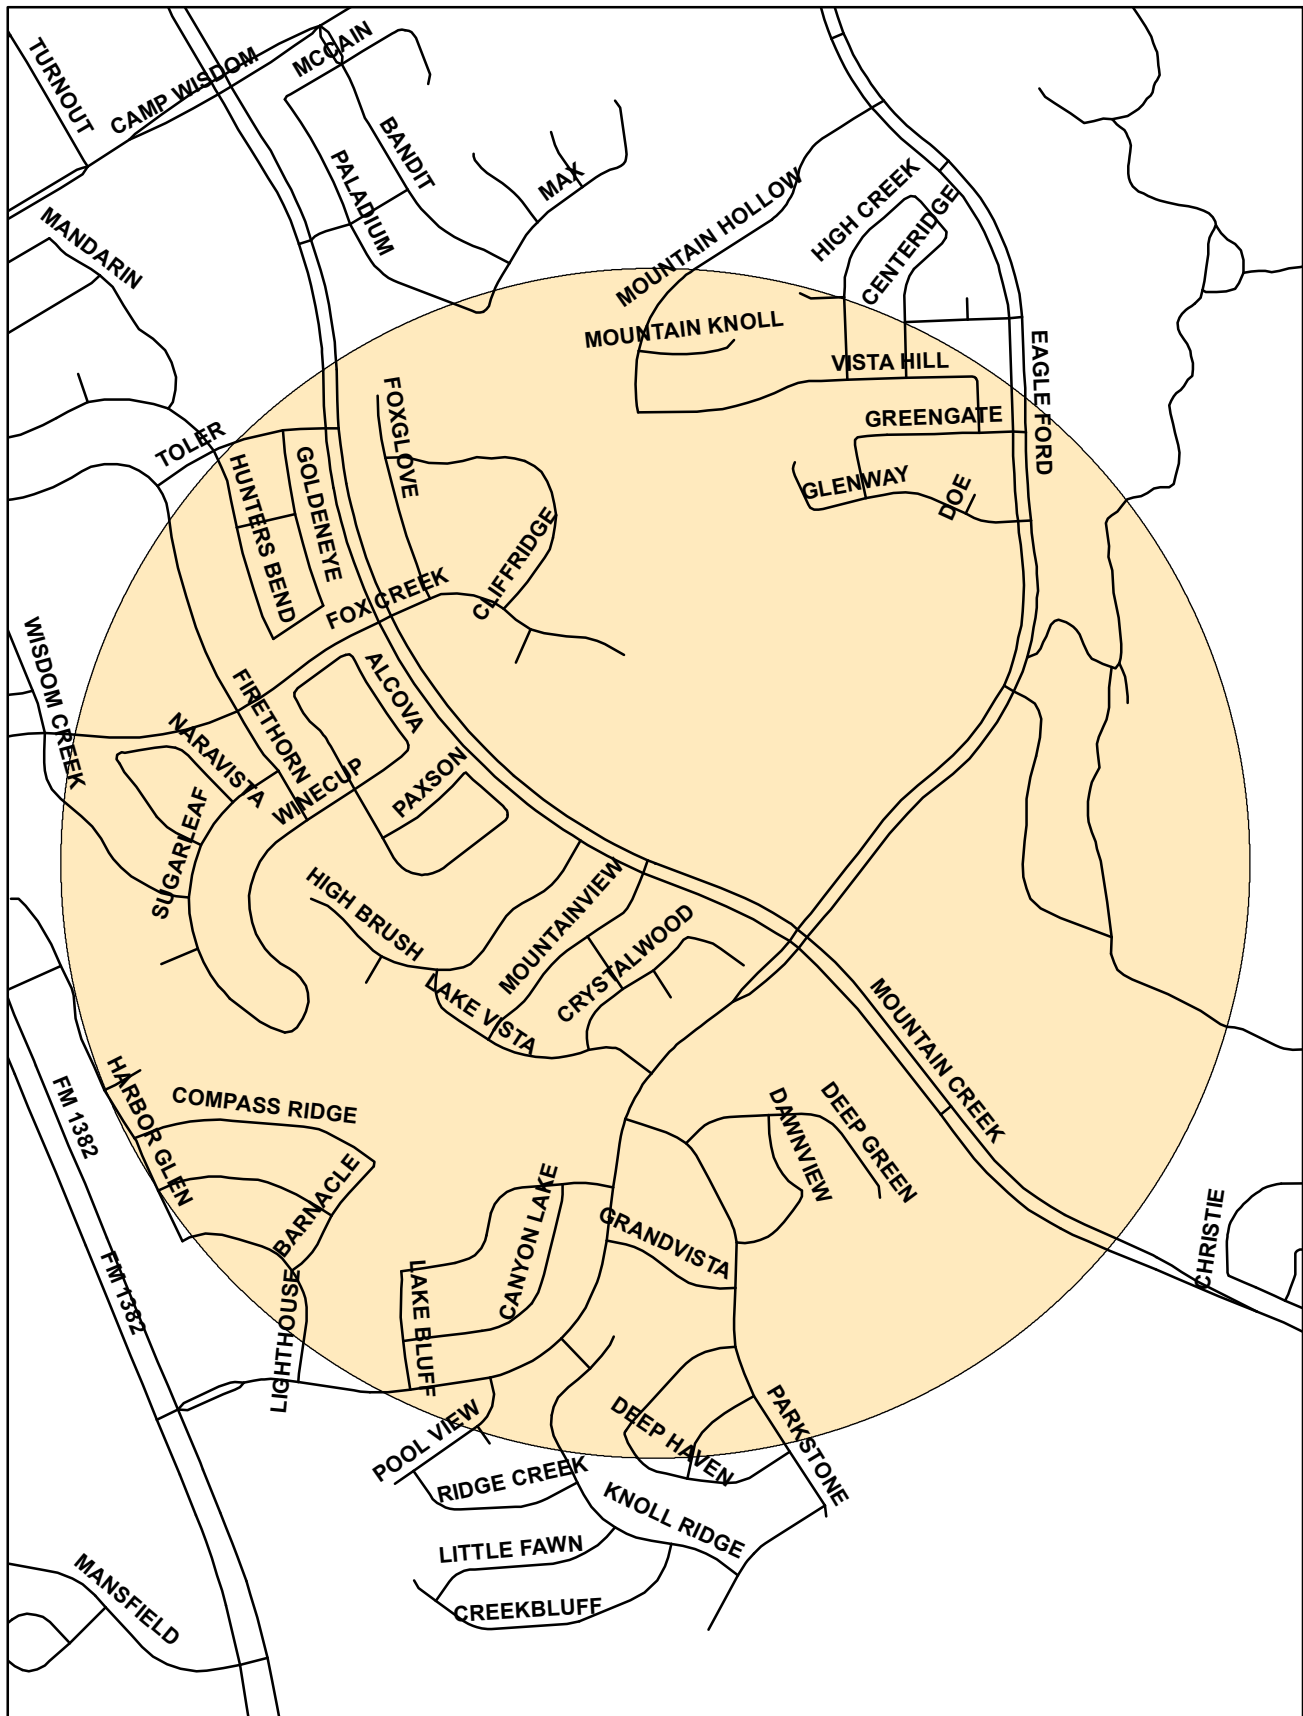 TURNOUT
CAMP WISDOM
MCCAIN
BANDIT
PALADIUM
MAX
MANDARIN
MOUNTAIN HOLLOW
HIGH CREEK
CENTERIDGE
MOUNTAIN KNOLL
VISTA HILL
EAGLE FORD
GREENGATE
GLENWAY
DOE
FOXGLOVE
TOLER
HUNTERS BEND
GOLDENEYE
CLIFFRIDGE
FOX CREEK
WISDOM CREEK
FIRETHORN
ALCOVA
NARAVISTA
WINECUP
PAXSON
SUGARLEAF
HIGH BRUSH
MOUNTAINVIEW
CRYSTALWOOD
LAKE VISTA
MOUNTAIN CREEK
FM 1382
HARBOR GLEN
COMPASS RIDGE
DAWNVIEW
DEEP GREEN
BARNACLE
CANYON LAKE
GRANDVISTA
CHRISTIE
FM 1382
LIGHTHOUSE
LAKE BLUFF
POOL VIEW
DEEP HAVEN
PARKSTONE
RIDGE CREEK
KNOLL RIDGE
LITTLE FAWN
CREEKBLUFF
MANSFIELD